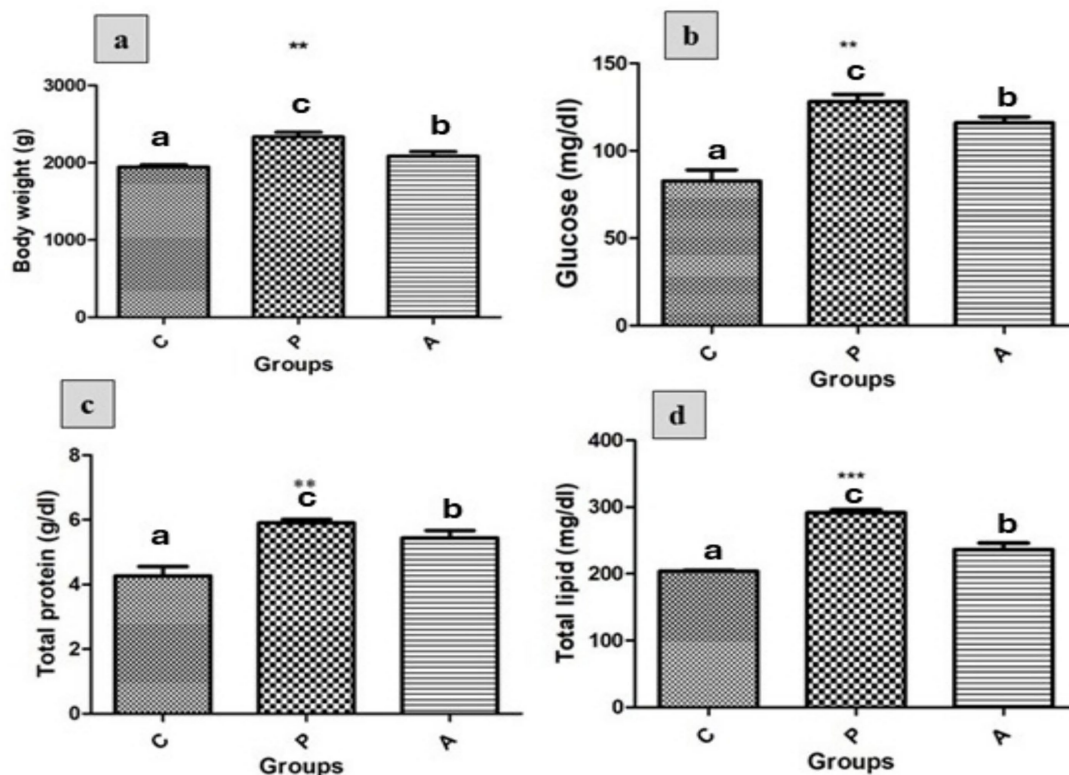 a
**
3000
2000
1000
0
Body weight (g)
a
c
b
C
P
A
Groups
b
**
150
100
50
0
Glucose (mg/dl)
a
c
b
C
P
A
Groups
c
**
8
6
4
2
0
Total protein (g/dl)
a
c
b
C
P
A
Groups
d
***
400
300
200
100
0
Total lipid (mg/dl)
a
c
b
C
P
A
Groups